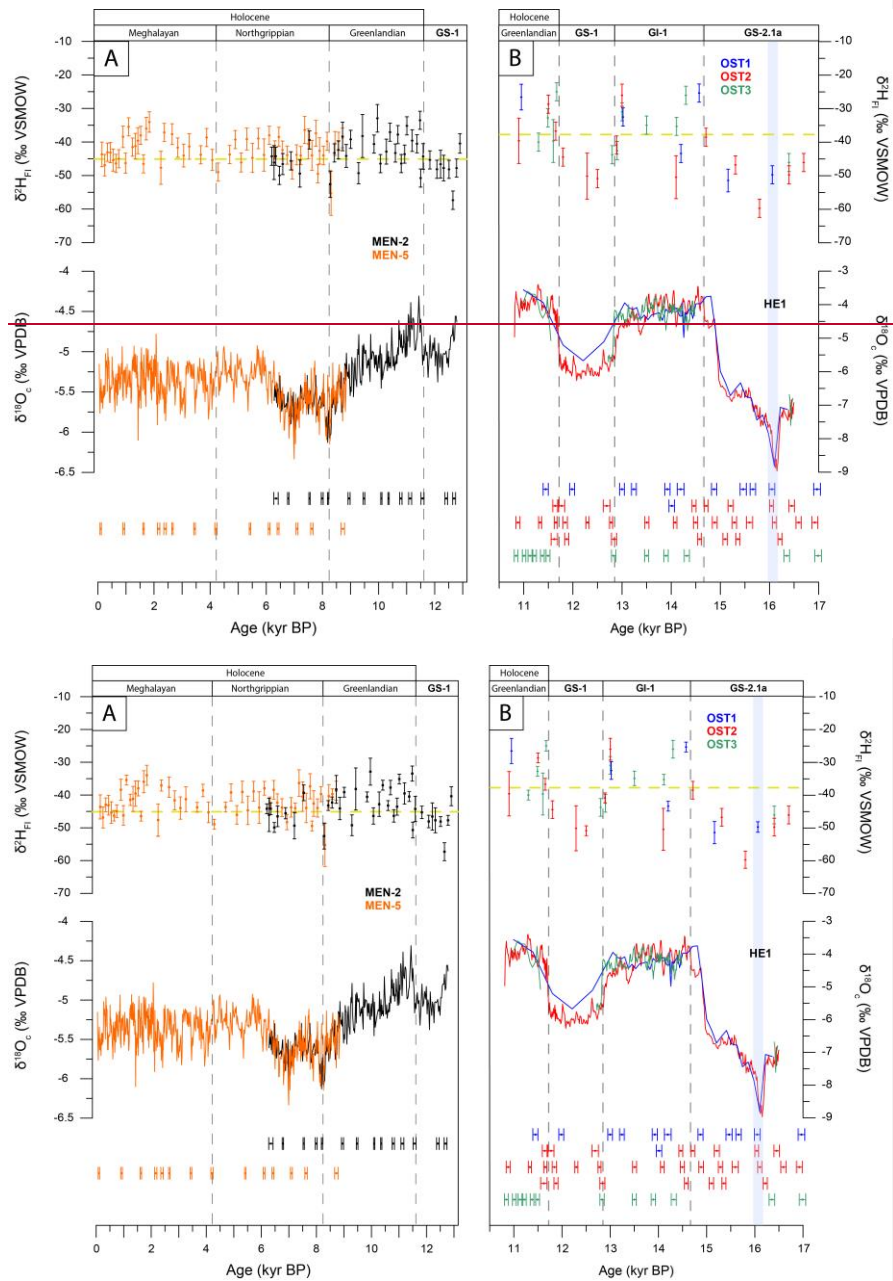 Holocene
Meghalayan Northgrippian Greenlandian GS-1
A
-10
-20
-30
-40
-50
-60
-70
δ²H_FI (‰ VSMOW)
MEN-2
MEN-5
-4
-4.5
-5
-5.5
-6
-6.5
δ¹⁸O_c (‰ VPDB)
0 2 4 6 8 10 12
Age (kyr BP)
Holocene
Greenlandian GS-1 GI-1 GS-2.1a
B
OST1
OST2
OST3
-10
-20
-30
-40
-50
-60
-70
δ²H_FI (‰ VSMOW)
HE1
-3
-4
-5
-6
-7
-8
-9
δ¹⁸O_c (‰ VPDB)
11 12 13 14 15 16 17
Age (kyr BP)
Holocene
Meghalayan Northgrippian Greenlandian GS-1
A
-10
-20
-30
-40
-50
-60
-70
δ²H_FI (‰ VSMOW)
MEN-2
MEN-5
-4
-4.5
-5
-5.5
-6
-6.5
δ¹⁸O_c (‰ VPDB)
0 2 4 6 8 10 12
Age (kyr BP)
Holocene
Greenlandian GS-1 GI-1 GS-2.1a
B
OST1
OST2
OST3
-10
-20
-30
-40
-50
-60
-70
δ²H_FI (‰ VSMOW)
HE1
-3
-4
-5
-6
-7
-8
-9
δ¹⁸O_c (‰ VPDB)
11 12 13 14 15 16 17
Age (kyr BP)